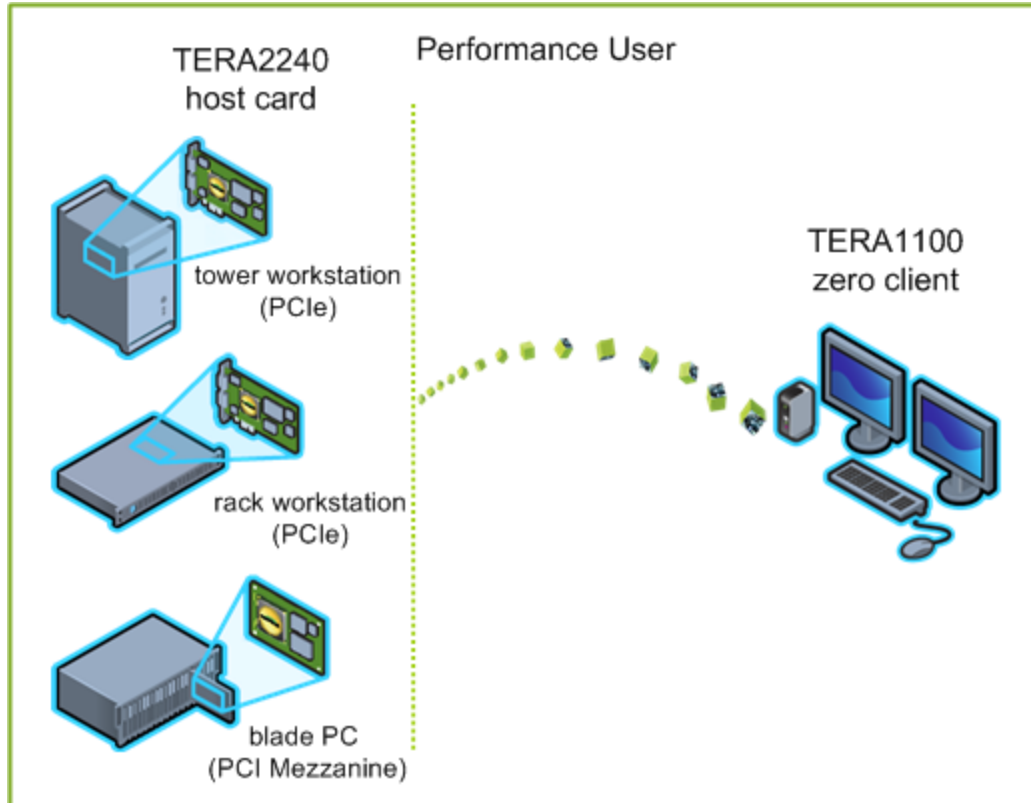 Performance User
TERA2240
host card
tower workstation
(PCIe)
rack workstation
(PCIe)
blade PC
(PCI Mezzanine)
TERA1100
zero client